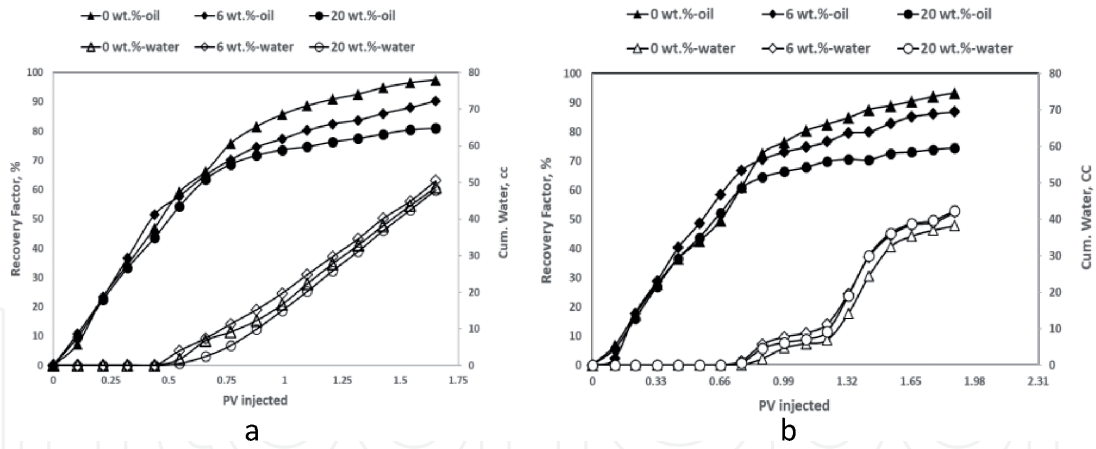 0 wt.%-oil 6 wt.%-oil 20 wt.%-oil
0 wt.%-water 6 wt.%-water 20 wt.%-water
100
90
80
70
60
50
40
30
20
10
0
Recovery Factor, %
80
70
60
50
40
30
20
10
0
Cum. Water, cc
0 0.25 0.5 0.75 1 1.25 1.5 1.75
PV injected
a
0 wt.%-oil 6 wt.%-oil 20 wt.%-oil
0 wt.%-water 6 wt.%-water 20 wt.%-water
100
90
80
70
60
50
40
30
20
10
0
Recovery Factor, %
80
70
60
50
40
30
20
10
0
Cum. Water, CC
0 0.33 0.66 0.99 1.32 1.65 1.98 2.31
PV injected
b